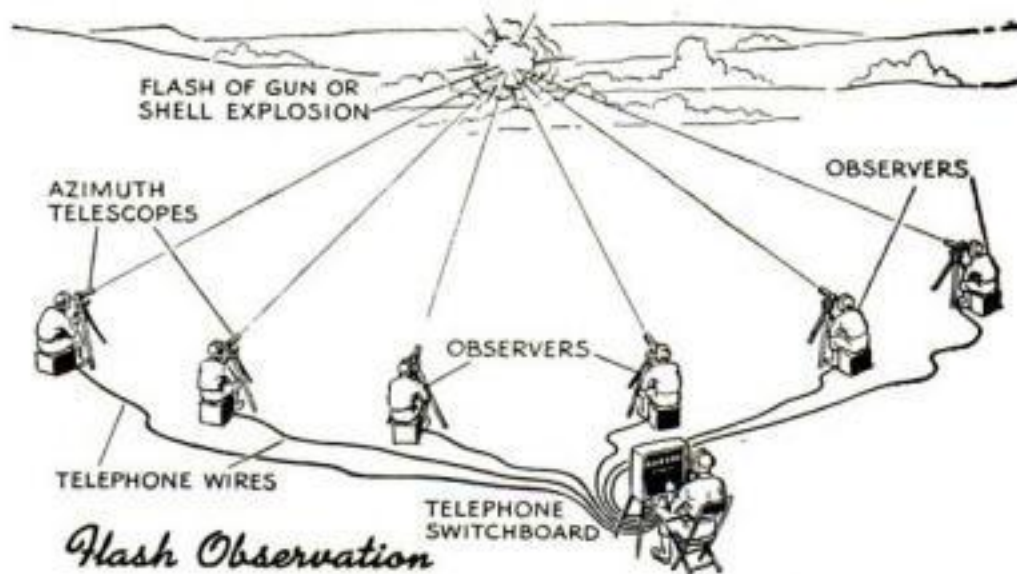 FLASH OF GUN OR
SHELL EXPLOSION
AZIMUTH
TELESCOPES
OBSERVERS
OBSERVERS
TELEPHONE WIRES
TELEPHONE
SWITCHBOARD
Flash Observation